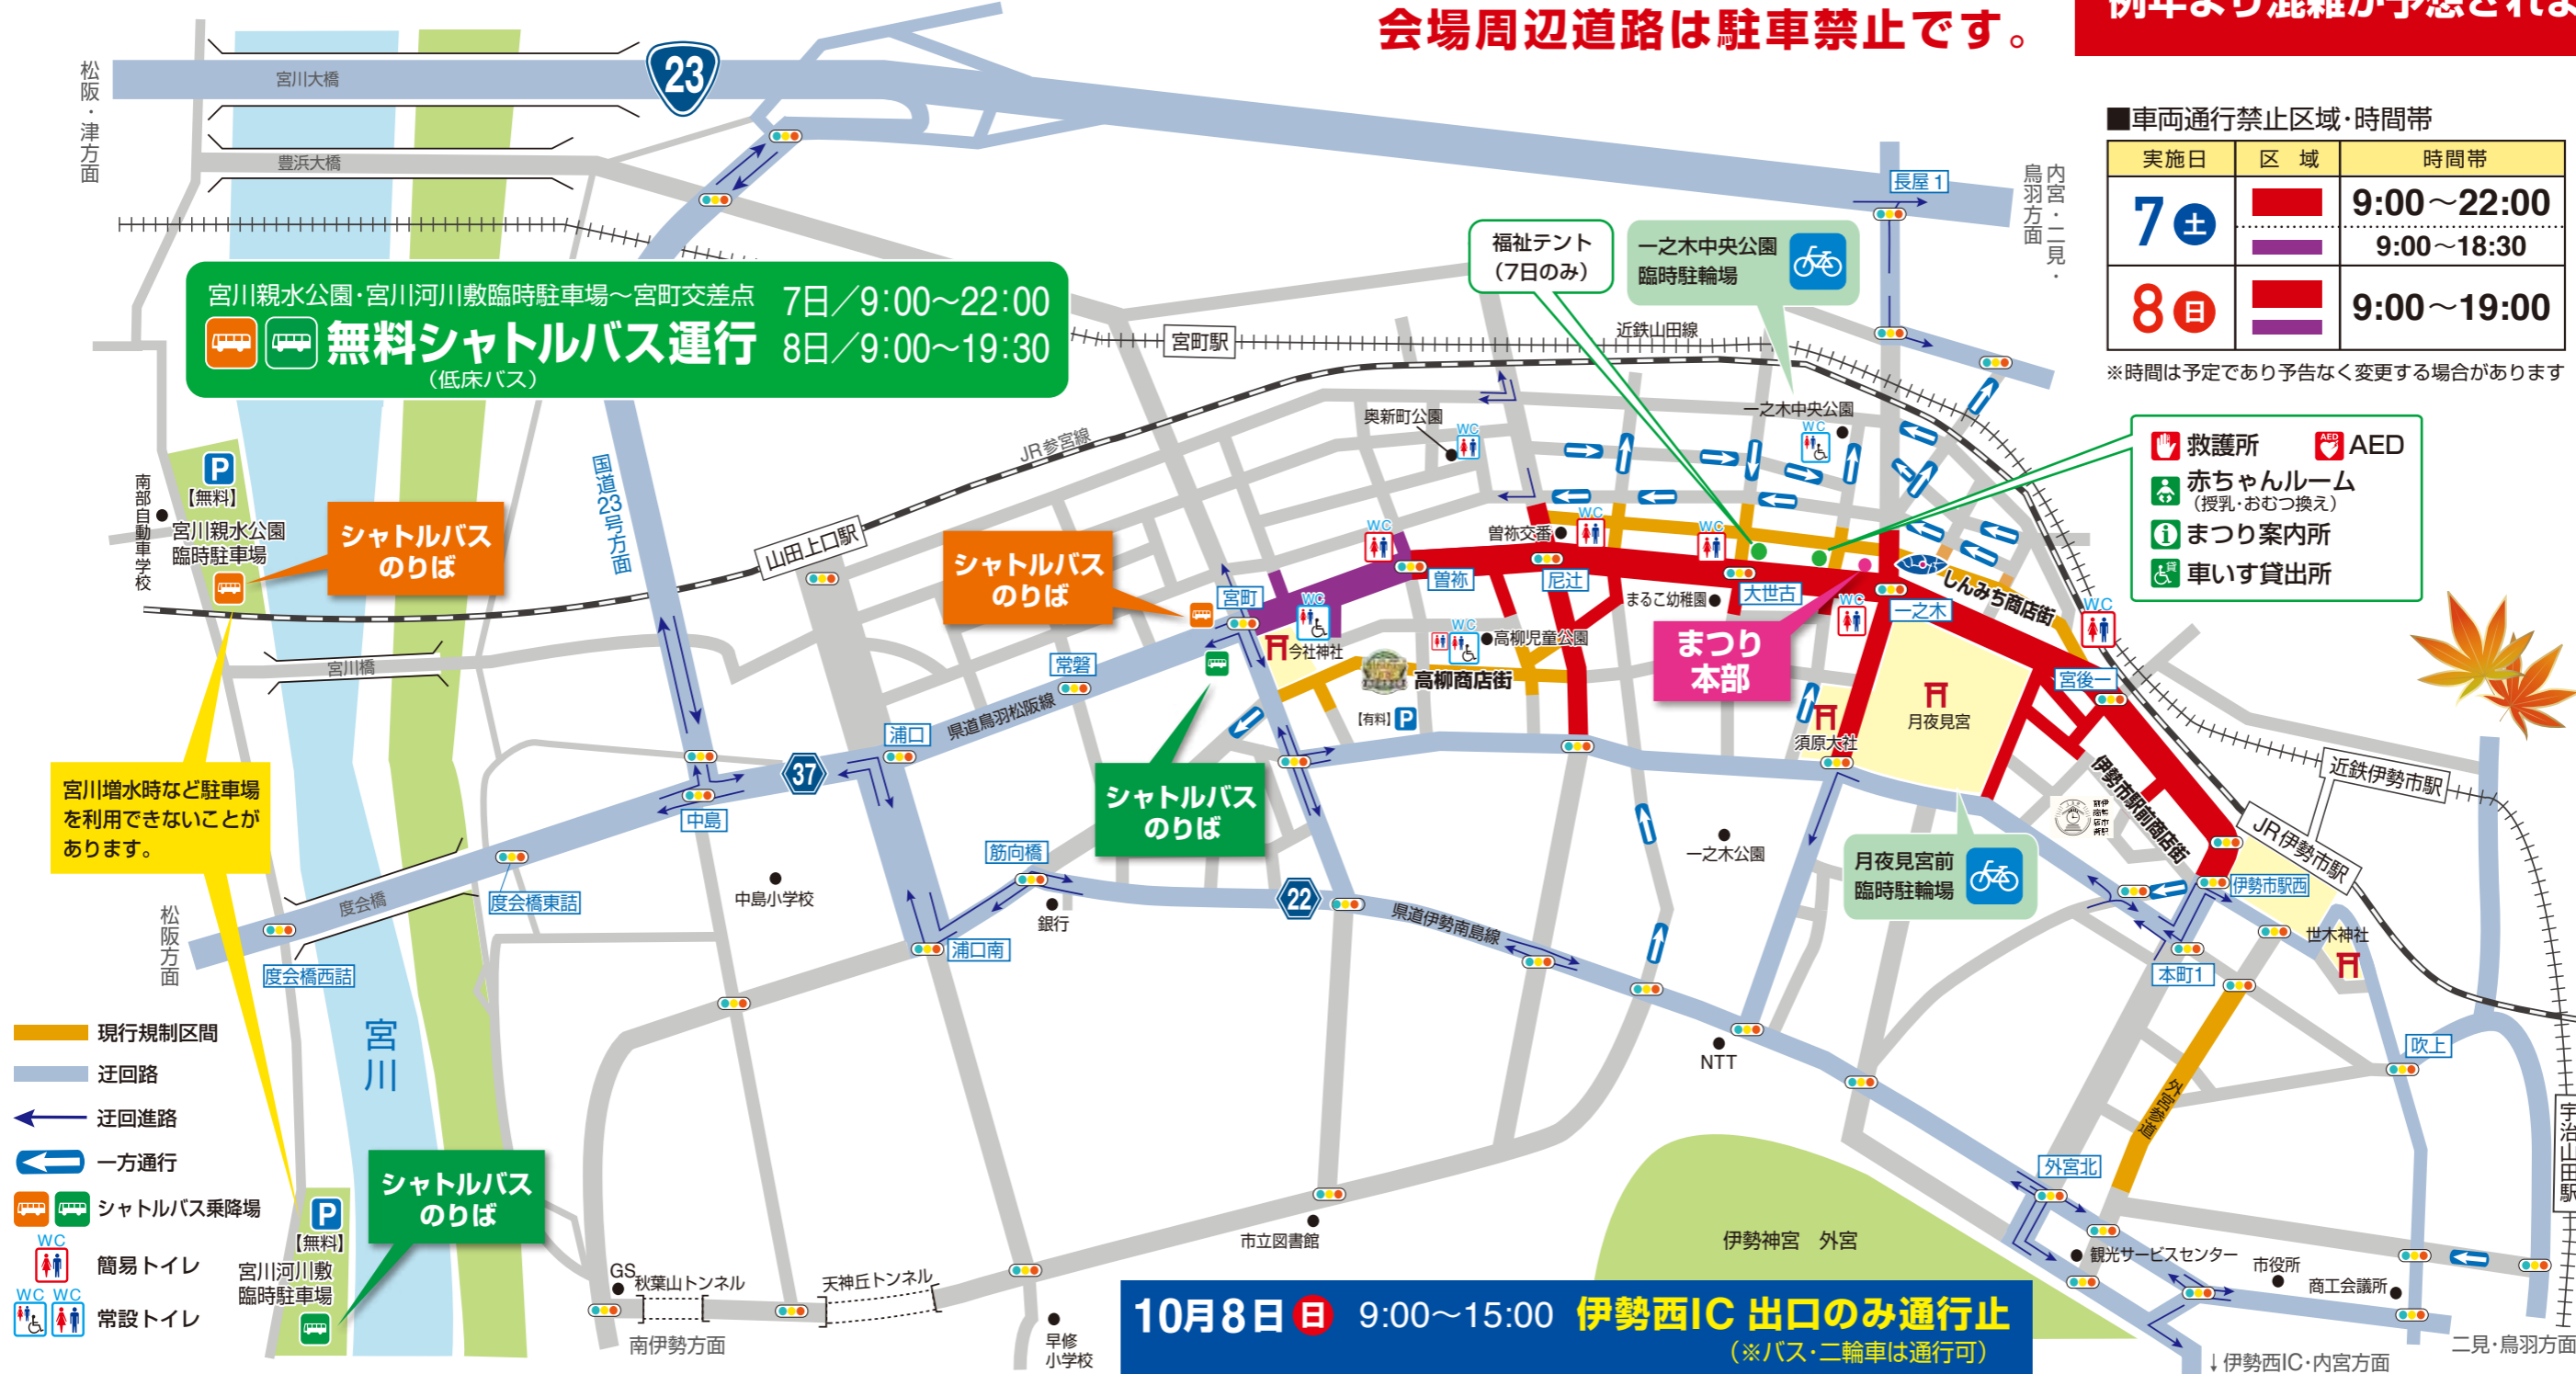 会場周辺道路は駐車禁止です。
松阪・津方面
宮川大橋
23
豊浜大橋
■車両通行禁止区域・時間帯
実施日 区 域 時間帯
7 土 9:00〜22:00
9:00〜18:30
8 日 9:00〜19:00
※時間は予定であり予告なく変更する場合があります
長屋1
内宮・二見・
鳥羽方面
福祉テント
(7日のみ)
一之木中央公園
臨時駐輪場
宮川親水公園・宮川河川敷臨時駐車場〜宮町交差点
無料シャトルバス運行
(低床バス)
7日/9:00〜22:00
8日/9:00〜19:30
宮町駅
近鉄山田線
奥新町公園
WC
一之木中央公園
WC
JR参宮線
救護所
AED AED
赤ちゃんルーム
(授乳・おむつ換え)
まつり案内所
貸 車いす貸出所
南部自動車学校
P
【無料】
宮川親水公園
臨時駐車場
シャトルバス
のりば
国道23号方面
山田上口駅
シャトルバス
のりば
宮町
WC
WC
曽祢
曽祢交番
WC
尼辻
WC
まるこ幼稚園
大世古
WC
一之木
しんみち商店街
WC
まつり
本部
今社神社
WC
高柳児童公園
高柳商店街
【有料】P
須原大社
月夜見宮
宮後一
伊勢市駅前商店街
近鉄伊勢市駅
JR伊勢市駅
伊勢市駅西
宮川橋
常磐
県道鳥羽松阪線
浦口
37
中島
シャトルバス
のりば
宮川増水時など駐車場
を利用できないことが
あります。
度会橋
度会橋東詰
度会橋西詰
松阪方面
中島小学校
筋向橋
銀行
浦口南
22
県道伊勢南島線
一之木公園
月夜見宮前
臨時駐輪場
世木神社
本町1
NTT
吹上
外宮参道
宇治山田駅
宮川
現行規制区間
迂回路
迂回進路
一方通行
シャトルバス乗降場
WC
簡易トイレ
WC WC
常設トイレ
シャトルバス
のりば
P
【無料】
宮川河川敷
臨時駐車場
GS
秋葉山トンネル
天神丘トンネル
南伊勢方面
市立図書館
早修
小学校
伊勢神宮 外宮
外宮北
観光サービスセンター
市役所
商工会議所
二見・鳥羽方面
↓伊勢西IC・内宮方面
10月8日 日 9:00〜15:00 伊勢西IC 出口のみ通行止
(※バス・二輪車は通行可)